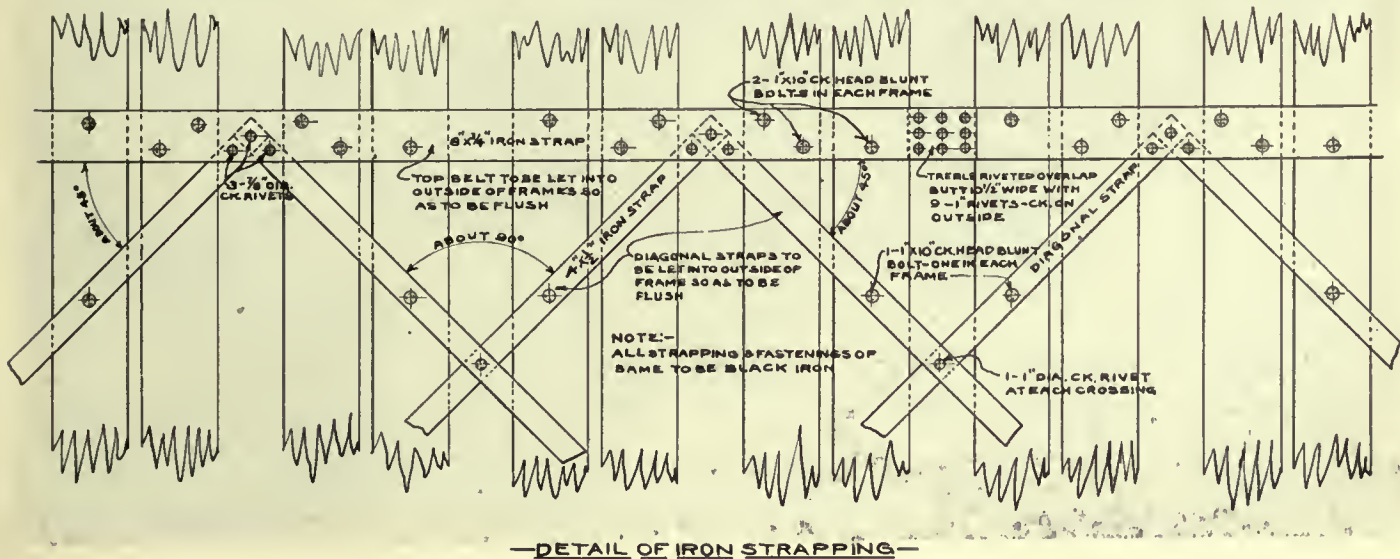 2-1"X10" CK. HEAD BLUNT
BOLTS IN EACH FRAME
8"X¾" IRON STRAP
TOP BELT TO BE LET INTO
OUTSIDE OF FRAMES SO
AS TO BE FLUSH
3-⅞" DIA.
CK RIVETS
ABOUT 45°
ABOUT 90°
4"X½" IRON STRAP
ABOUT 45°
TREBLE RIVETED OVERLAP
BUTT 10½" WIDE WITH
9-1" RIVETS-CK. ON
OUTSIDE
DIAGONAL STRAP
DIAGONAL STRAPS TO
BE LET INTO OUTSIDE OF
FRAME SO AS TO BE
FLUSH
1-1"X10" CK. HEAD BLUNT
BOLT-ONE IN EACH
FRAME
NOTE:-
ALL STRAPPING & FASTENINGS OF
SAME TO BE BLACK IRON
1-1" DIA. CK. RIVET
AT EACH CROSSING
—DETAIL OF IRON STRAPPING—